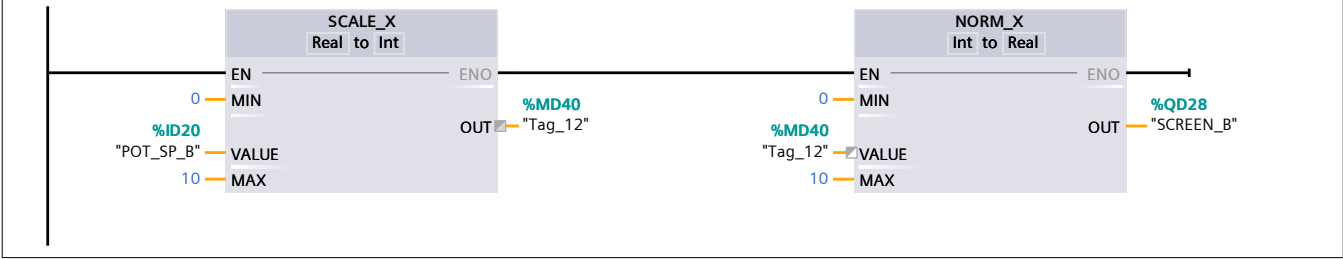 SCALE_X
Real to Int
EN ENO
0 MIN
%MD40
OUT "Tag_12"
%ID20
"POT_SP_B" VALUE
10 MAX
NORM_X
Int to Real
EN ENO
0 MIN
%QD28
OUT "SCREEN_B"
%MD40
"Tag_12" VALUE
10 MAX